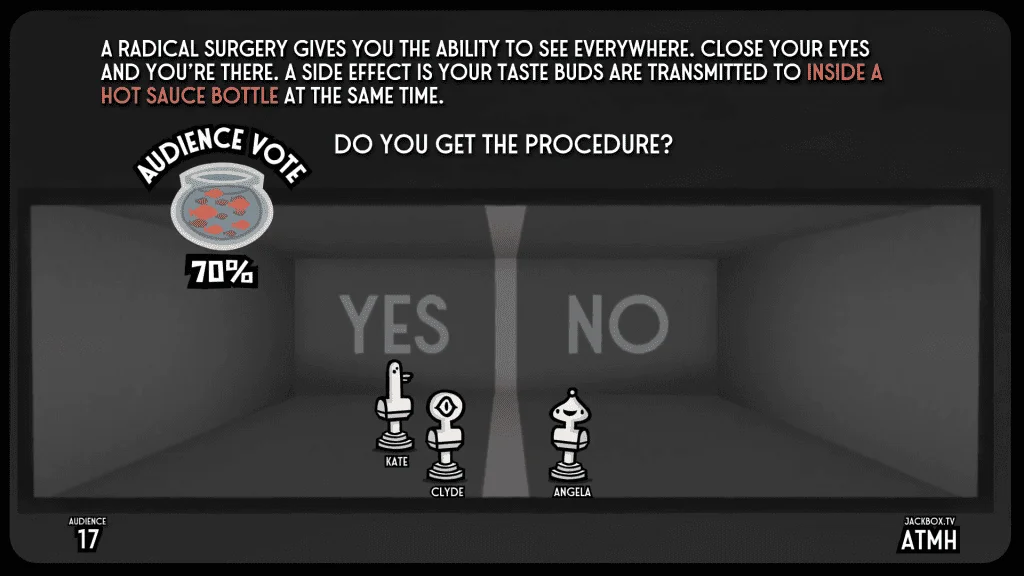 A RADICAL SURGERY GIVES YOU THE ABILITY TO SEE EVERYWHERE. CLOSE YOUR EYES
AND YOU'RE THERE. A SIDE EFFECT IS YOUR TASTE BUDS ARE TRANSMITTED TO INSIDE A
HOT SAUCE BOTTLE AT THE SAME TIME.
AUDIENCE VOTE
DO YOU GET THE PROCEDURE?
70%
YES
NO
KATE
CLYDE
ANGELA
AUDIENCE
17
JACKBOX.TV
ATMH